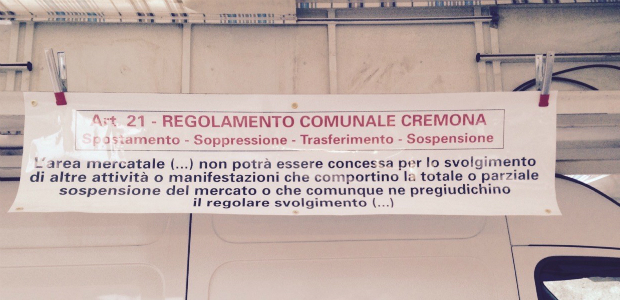 Art. 21 - REGOLAMENTO COMUNALE CREMONA
Spostamento - Soppressione - Trasferimento - Sospensione
L'area mercatale (...) non potrà essere concessa per lo svolgimento
di altre attività o manifestazioni che comportino la totale o parziale
sospensione del mercato o che comunque ne pregiudichino
il regolare svolgimento (...)